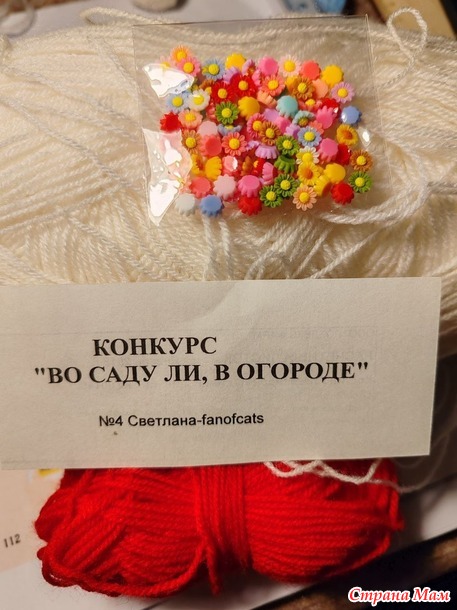 КОНКУРС
"ВО САДУ ЛИ, В ОГОРОДЕ"
№4 Светлана-fanofcats
112
Страна Мам